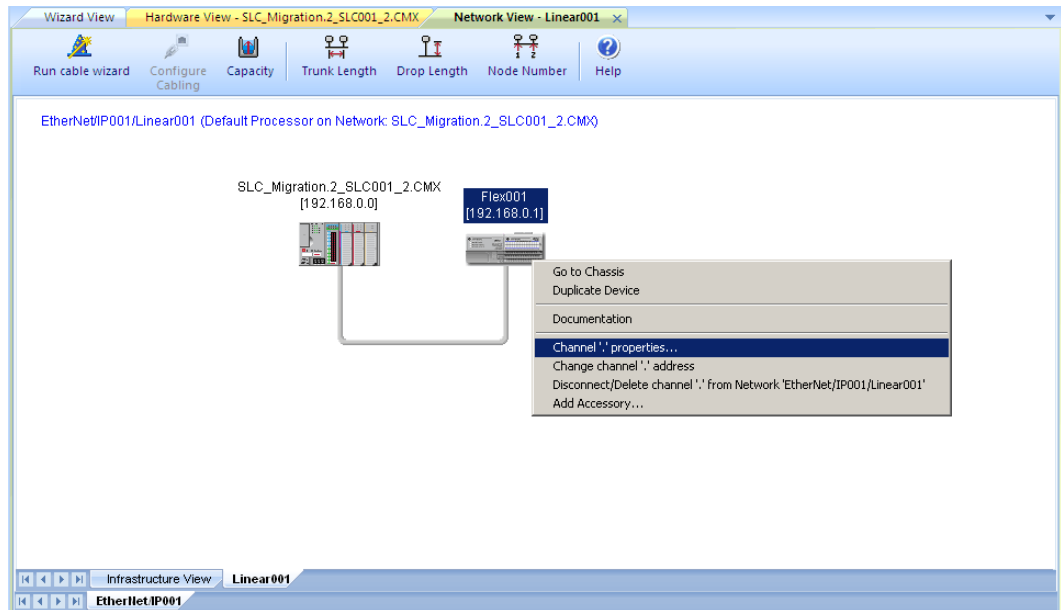 Wizard View
Hardware View - SLC_Migration.2_SLC001_2.CMX
Network View - Linear001
Run cable wizard
Configure
Cabling
Capacity
Trunk Length
Drop Length
Node Number
Help
EtherNet/IP001/Linear001 (Default Processor on Network: SLC_Migration.2_SLC001_2.CMX)
SLC_Migration.2_SLC001_2.CMX
[192.168.0.0]
Flex001
[192.168.0.1]
Go to Chassis
Duplicate Device
Documentation
Channel '.' properties...
Change channel '.' address
Disconnect/Delete channel '.' from Network 'EtherNet/IP001/Linear001'
Add Accessory...
Infrastructure View
Linear001
EtherNet/IP001